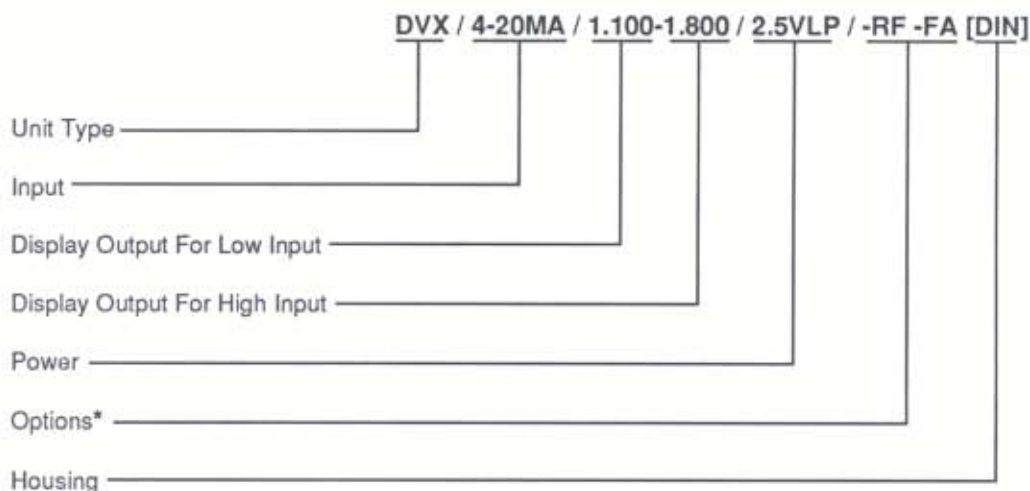 DVX / 4-20MA / 1.100-1.800 / 2.5VLP / -RF -FA [DIN]
Unit Type
Input
Display Output For Low Input
Display Output For High Input
Power
Options*
Housing